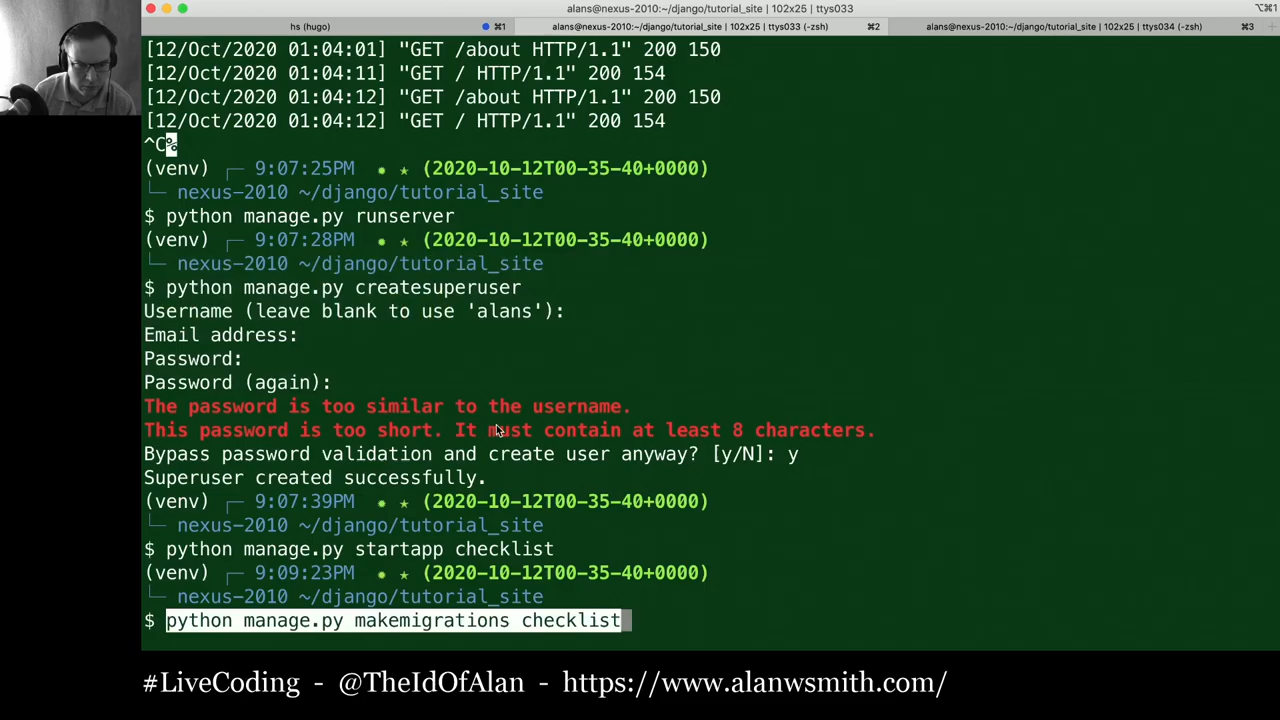 alans@nexus-2010:~/django/tutorial_site | 102x25 | ttys033
⌥⌘1
hs (hugo) ⌘1 alans@nexus-2010:~/django/tutorial_site | 102x25 | ttys033 (-zsh) ⌘2 alans@nexus-2010:~/django/tutorial_site | 102x25 | ttys034 (-zsh) ⌘3
[12/Oct/2020 01:04:01] "GET /about HTTP/1.1" 200 150
[12/Oct/2020 01:04:11] "GET / HTTP/1.1" 200 154
[12/Oct/2020 01:04:12] "GET /about HTTP/1.1" 200 150
[12/Oct/2020 01:04:12] "GET / HTTP/1.1" 200 154
^C%
(venv) ┌─ 9:07:25PM ✹ ★ (2020-10-12T00-35-40+0000)
└─ nexus-2010 ~/django/tutorial_site
$ python manage.py runserver
(venv) ┌─ 9:07:28PM ✹ ★ (2020-10-12T00-35-40+0000)
└─ nexus-2010 ~/django/tutorial_site
$ python manage.py createsuperuser
Username (leave blank to use 'alans'):
Email address:
Password:
Password (again):
The password is too similar to the username.
This password is too short. It must contain at least 8 characters.
Bypass password validation and create user anyway? [y/N]: y
Superuser created successfully.
(venv) ┌─ 9:07:39PM ✹ ★ (2020-10-12T00-35-40+0000)
└─ nexus-2010 ~/django/tutorial_site
$ python manage.py startapp checklist
(venv) ┌─ 9:09:23PM ✹ ★ (2020-10-12T00-35-40+0000)
└─ nexus-2010 ~/django/tutorial_site
$ python manage.py makemigrations checklist
#LiveCoding - @TheIdOfAlan - https://www.alanwsmith.com/